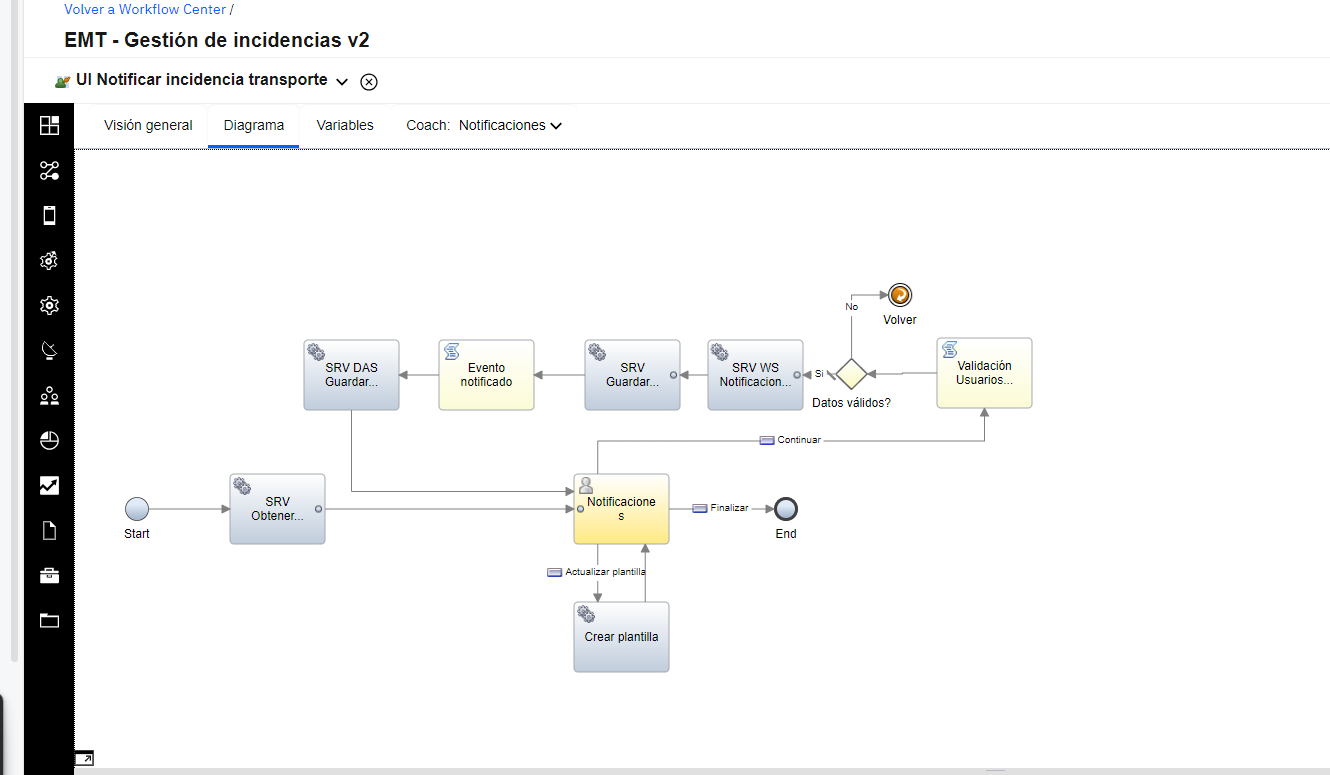 Volver a Workflow Center /
EMT - Gestión de incidencias v2
UI Notificar incidencia transporte
Visión general
Diagrama
Variables
Coach: Notificaciones
No
Volver
SRV DAS
Guardar...
Evento
notificado
SRV
Guardar...
SRV WS
Notificacion...
Si
Datos válidos?
Validación
Usuarios...
Continuar
Start
SRV
Obtener...
Notificacione
s
Finalizar
End
Actualizar plantilla
Crear plantilla